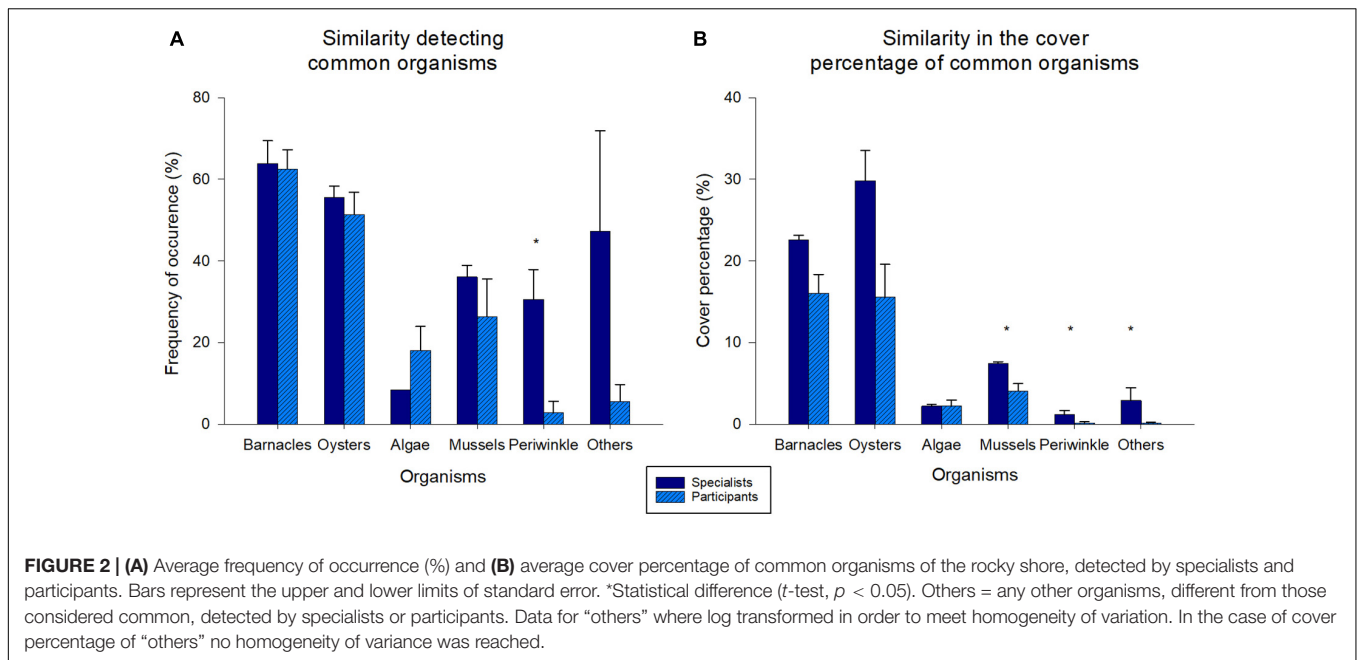 A
Similarity detecting
common organisms
80
60
40
20
0
Frequency of occurrence (%)
*
Barnacles Oysters Algae Mussels Periwinkle Others
Organisms
B
Similarity in the cover
percentage of common organisms
40
30
20
10
0
Cover percentage (%)
* * *
Barnacles Oysters Algae Mussels Periwinkle Others
Organisms
Specialists
Participants
FIGURE 2 | (A) Average frequency of occurrence (%) and (B) average cover percentage of common organisms of the rocky shore, detected by specialists and
participants. Bars represent the upper and lower limits of standard error. *Statistical difference (t-test, p < 0.05). Others = any other organisms, different from those
considered common, detected by specialists or participants. Data for “others” where log transformed in order to meet homogeneity of variation. In the case of cover
percentage of “others” no homogeneity of variance was reached.